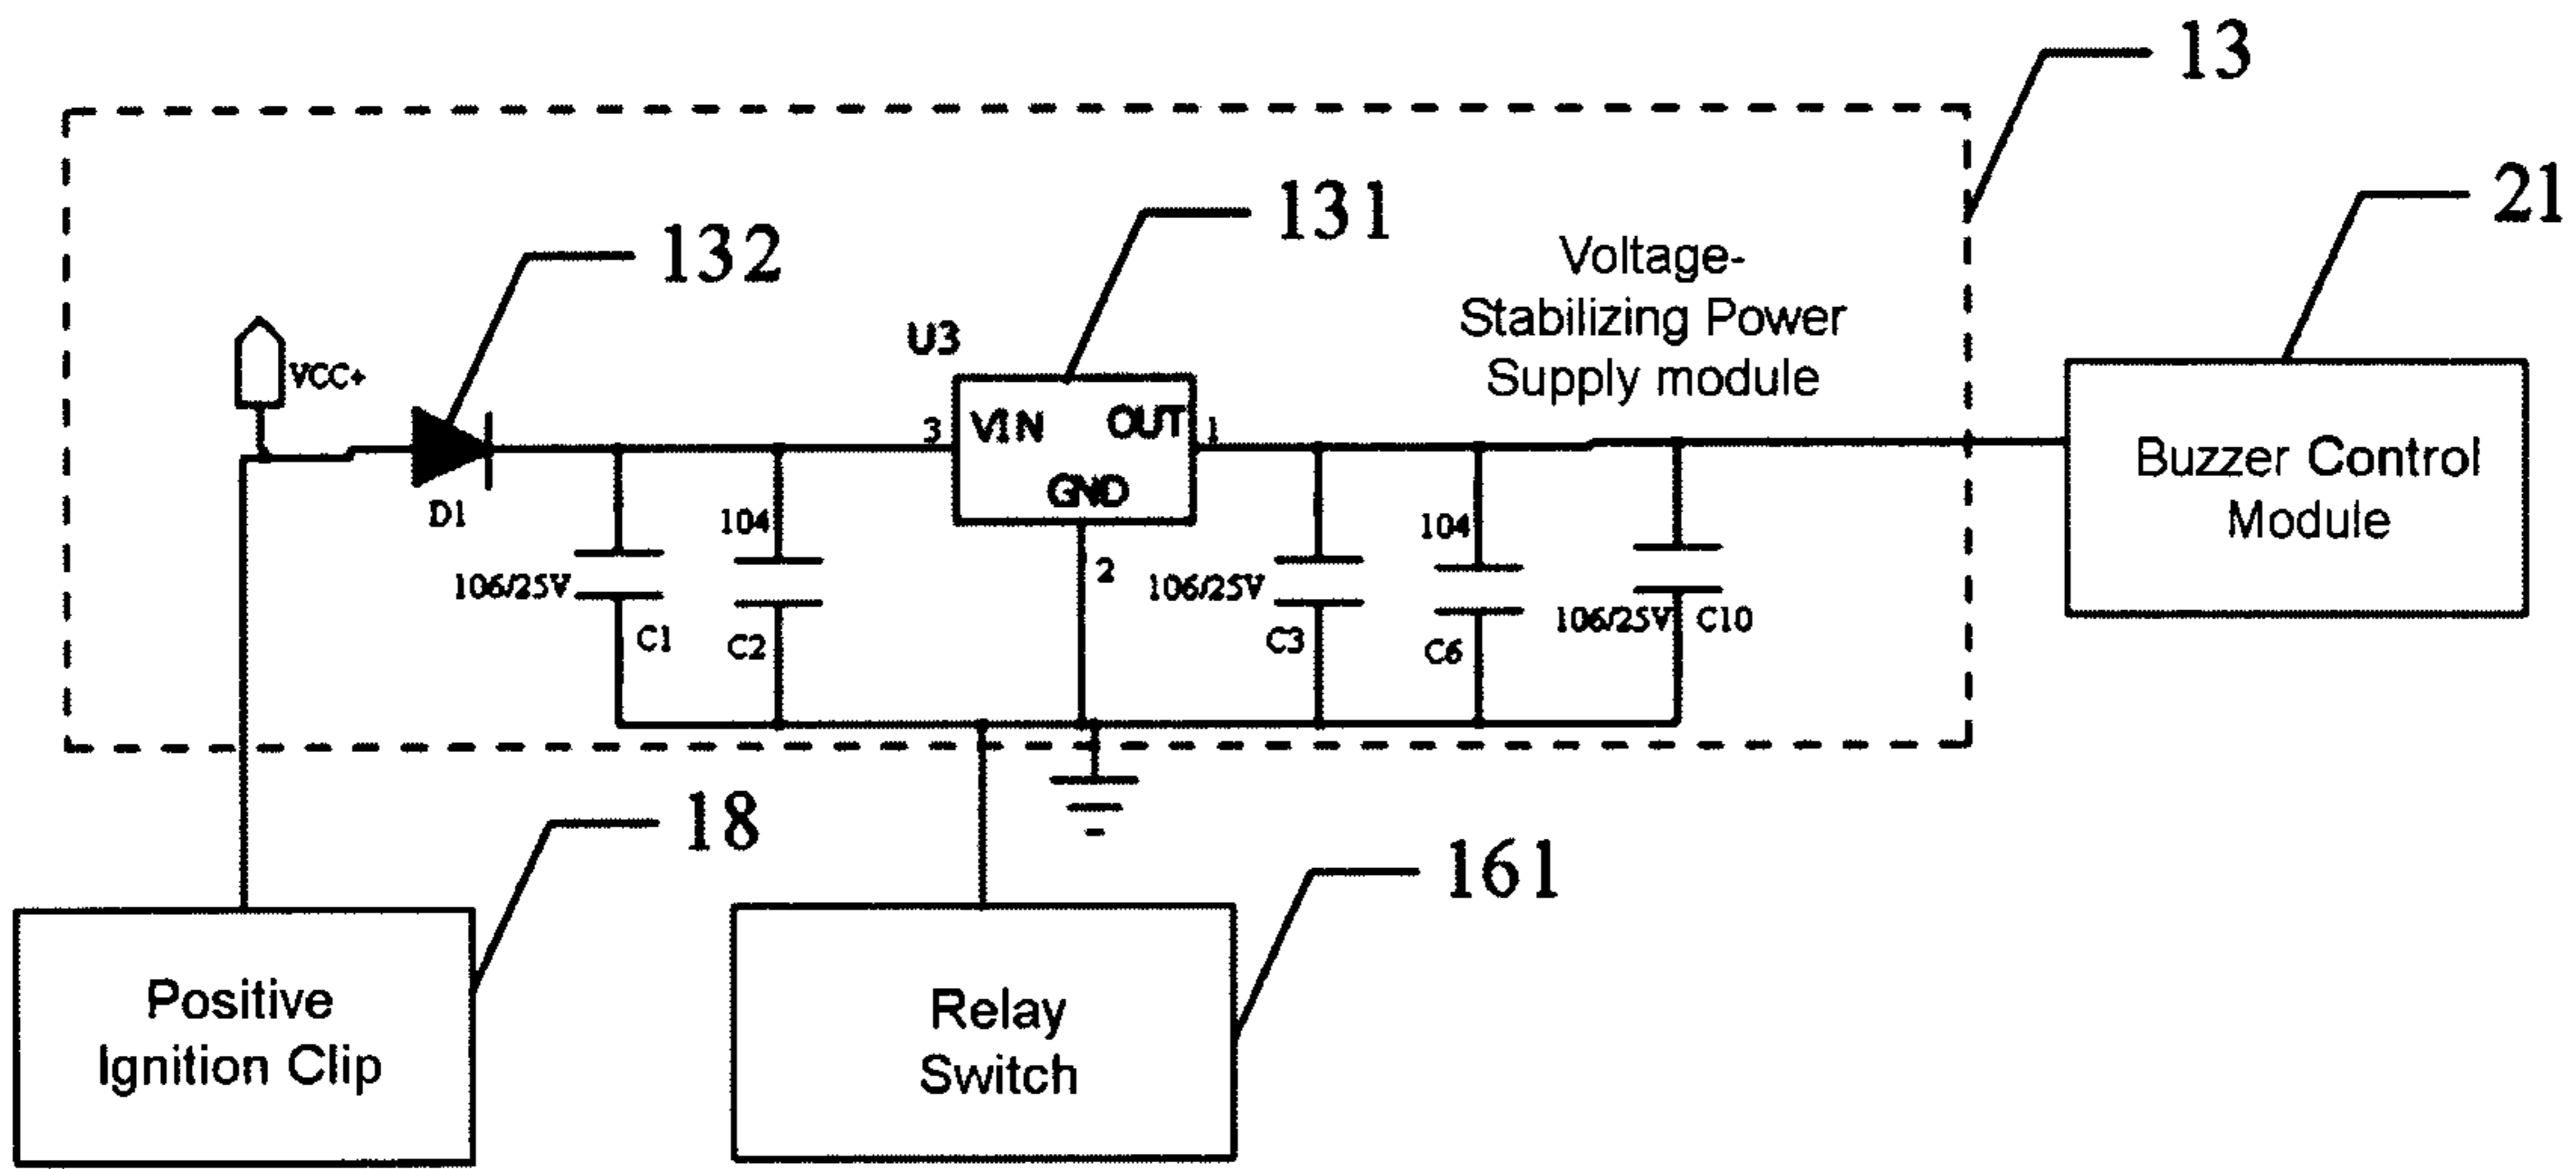 13
21
131
132
Voltage-
Stabilizing Power
Supply module
U3
VCC+
3
VIN
OUT
1
GND
2
D1
Buzzer Control
Module
104
106/25V
C1
C2
106/25V
C3
104
C6
106/25V
C10
18
161
Positive
Ignition Clip
Relay
Switch